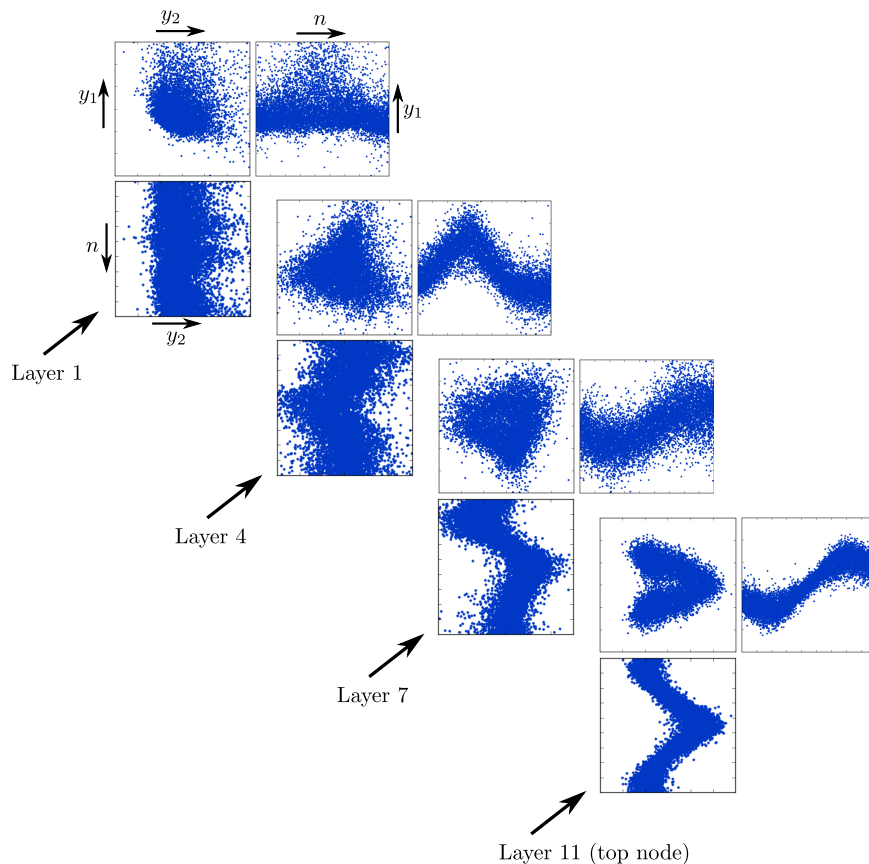 y₂
n
y₁
y₁
n
y₂
Layer 1
Layer 4
Layer 7
Layer 11 (top node)